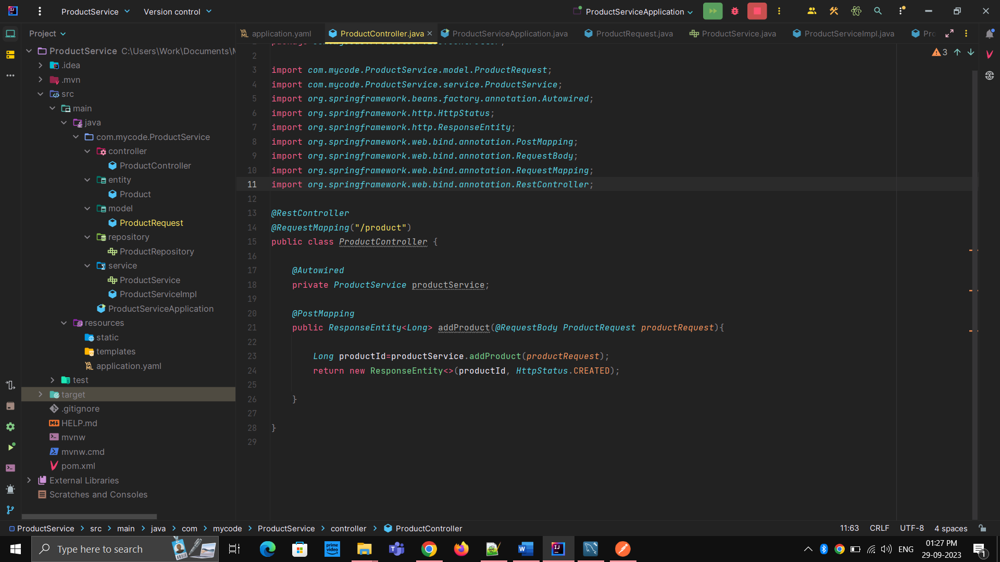 ProductService
Version control
ProductServiceApplication
Project
application.yaml
ProductController.java
ProductServiceApplication.java
ProductRequest.java
ProductService.java
ProductServiceImpl.java
Pro
ProductService C:\Users\Work\Documents\
.idea
.mvn
src
main
java
com.mycode.ProductService
controller
ProductController
entity
Product
model
ProductRequest
repository
ProductRepository
service
ProductService
ProductServiceImpl
ProductServiceApplication
resources
static
templates
application.yaml
test
target
.gitignore
HELP.md
mvnw
mvnw.cmd
pom.xml
External Libraries
Scratches and Consoles
3
2
3 import com.mycode.ProductService.model.ProductRequest;
4 import com.mycode.ProductService.service.ProductService;
5 import org.springframework.beans.factory.annotation.Autowired;
6 import org.springframework.http.HttpStatus;
7 import org.springframework.http.ResponseEntity;
8 import org.springframework.web.bind.annotation.PostMapping;
9 import org.springframework.web.bind.annotation.RequestBody;
10 import org.springframework.web.bind.annotation.RequestMapping;
11 import org.springframework.web.bind.annotation.RestController;
12
13 @RestController
14 @RequestMapping("/product")
15 public class ProductController {
16
17 @Autowired
18 private ProductService productService;
19
20 @PostMapping
21 public ResponseEntity<Long> addProduct(@RequestBody ProductRequest productRequest){
22
23 Long productId=productService.addProduct(productRequest);
24 return new ResponseEntity<>(productId, HttpStatus.CREATED);
25
26 }
27
28 }
29
ProductService > src > main > java > com > mycode > ProductService > controller > ProductController
11:63 CRLF UTF-8 4 spaces
Type here to search
prime video
ENG
01:27 PM
29-09-2023
1